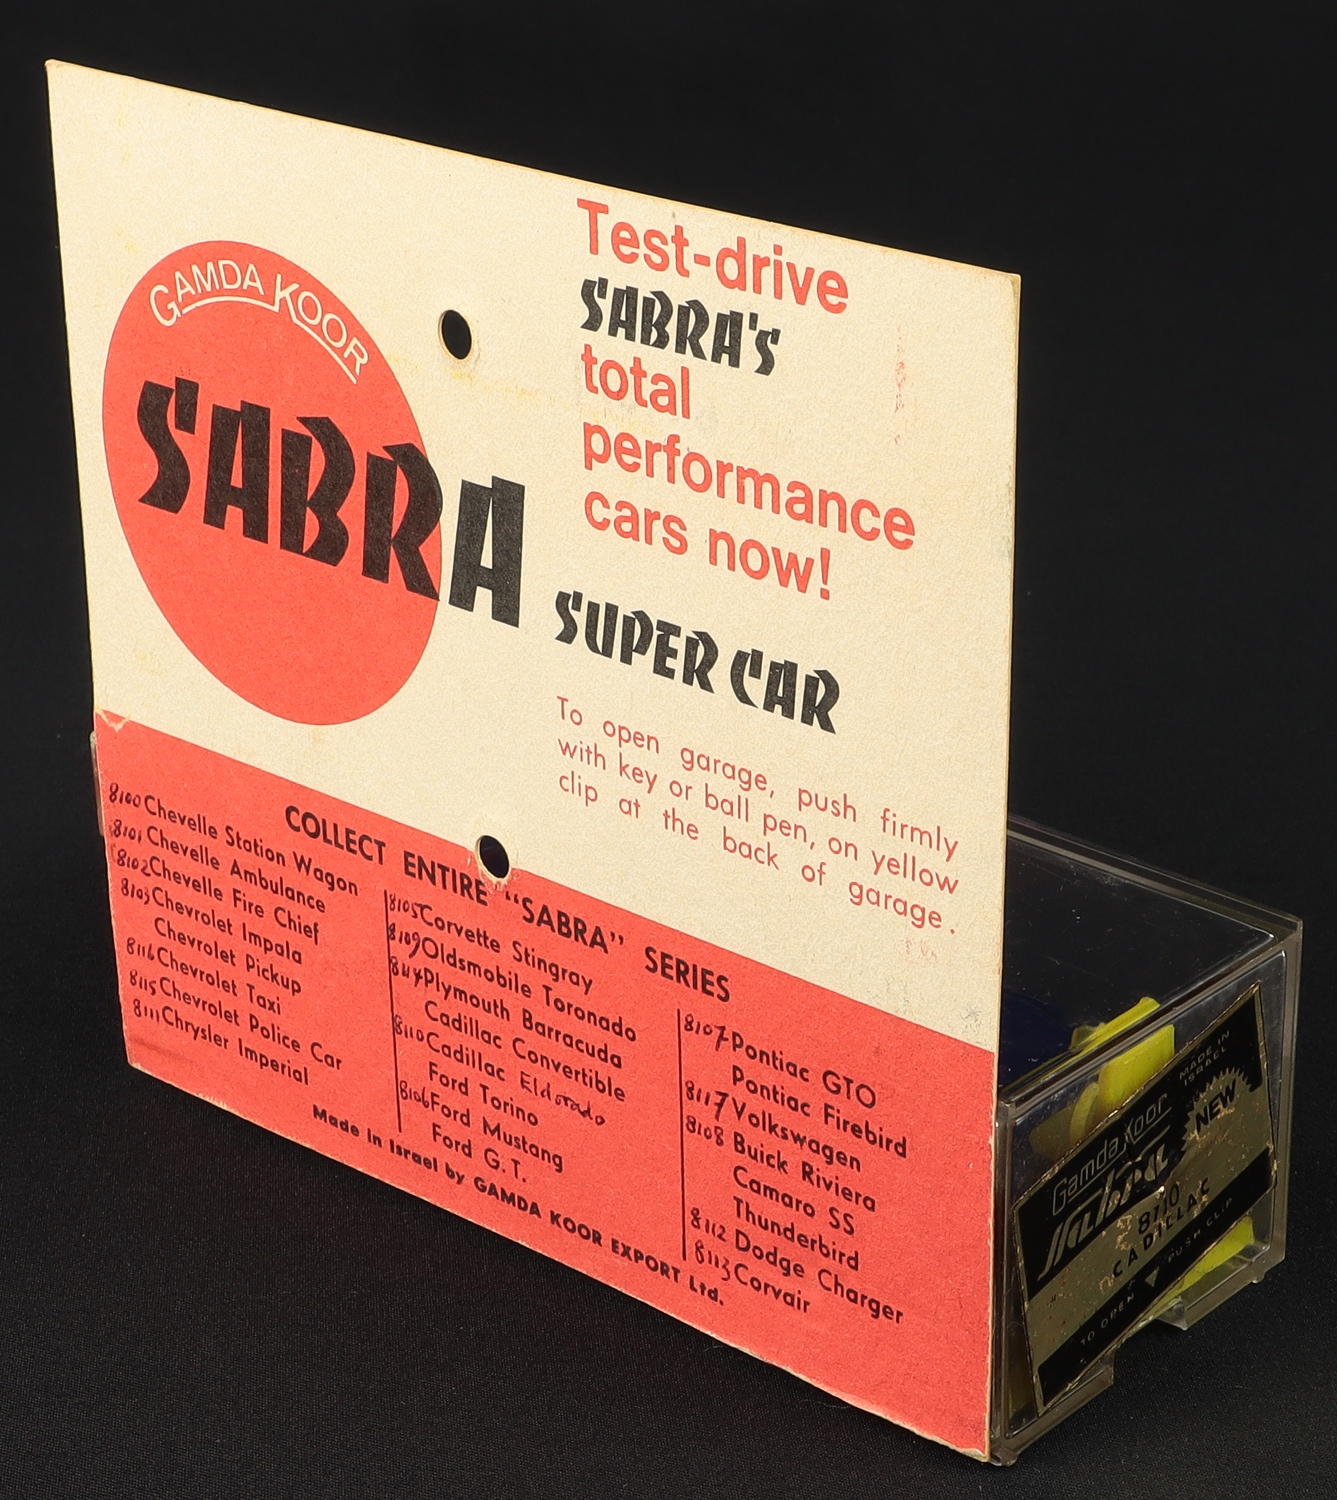 GAMDA KOOR
SABRA
Test-drive
SABRA'S
total
performance
cars now!
SUPER CAR
To open garage, push firmly
with key or ball pen, on yellow
clip at the back of garage.
COLLECT ENTIRE "SABRA" SERIES
8100 Chevelle Station Wagon
8101 Chevelle Ambulance
8102 Chevelle Fire Chief
8103 Chevrolet Impala
Chevrolet Pickup
8116 Chevrolet Taxi
8115 Chevrolet Police Car
8111 Chrysler Imperial
8105 Corvette Stingray
8109 Oldsmobile Toronado
8114 Plymouth Barracuda
Cadillac Convertible
8110 Cadillac Eldorado
Ford Torino
8106 Ford Mustang
Ford G.T.
8107 Pontiac GTO
Pontiac Firebird
8117 Volkswagen
8108 Buick Riviera
Camaro SS
Thunderbird
8112 Dodge Charger
8113 Corvair
Made in Israel by GAMDA KOOR EXPORT Ltd.
MADE IN
ISRAEL
NEW
Gamda Koor
Sabra
8110
CADILLAC
TO OPEN PUSH CLIP